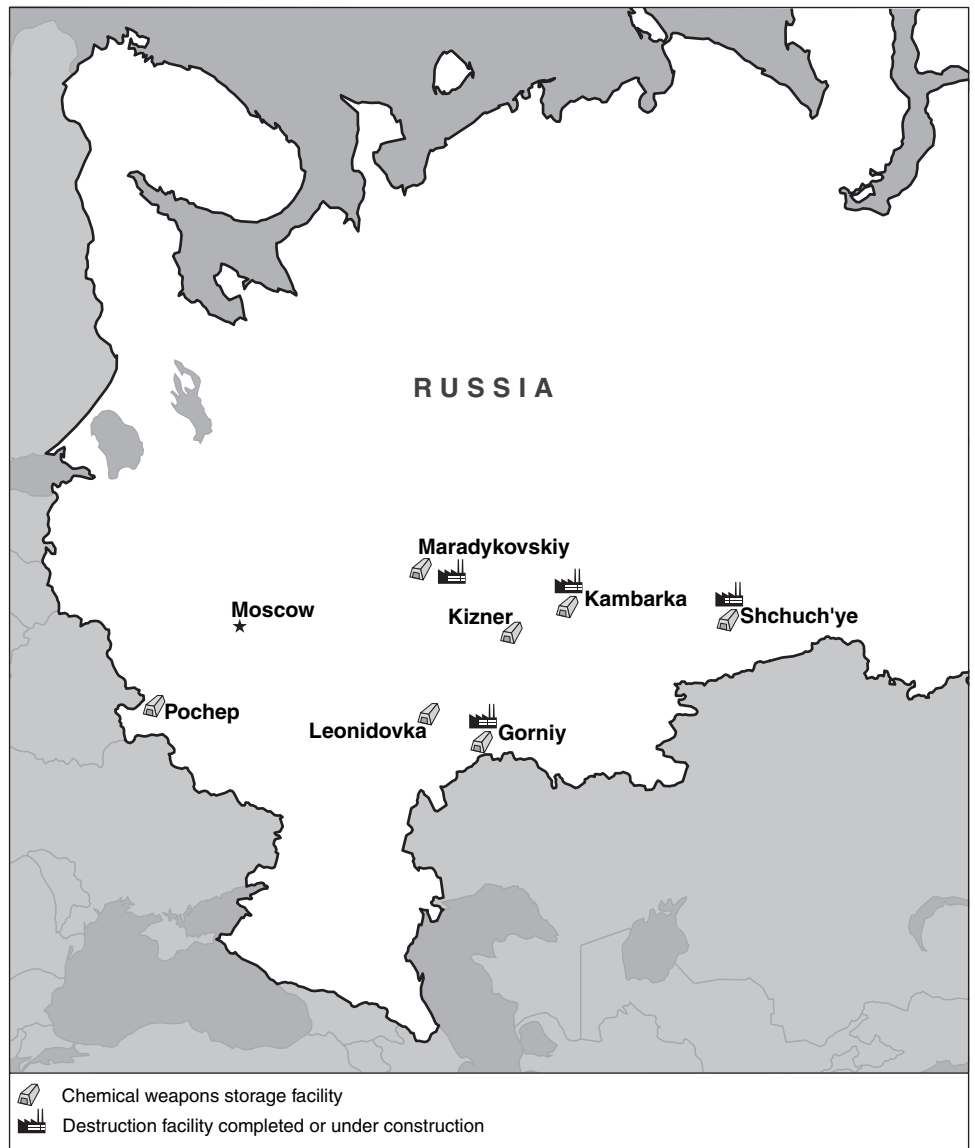 RUSSIA
Maradykovskiy
Kambarka
Moscow
Kizner
Shchuch'ye
Pochep
Leonidovka
Gorniy
Chemical weapons storage facility
Destruction facility completed or under construction